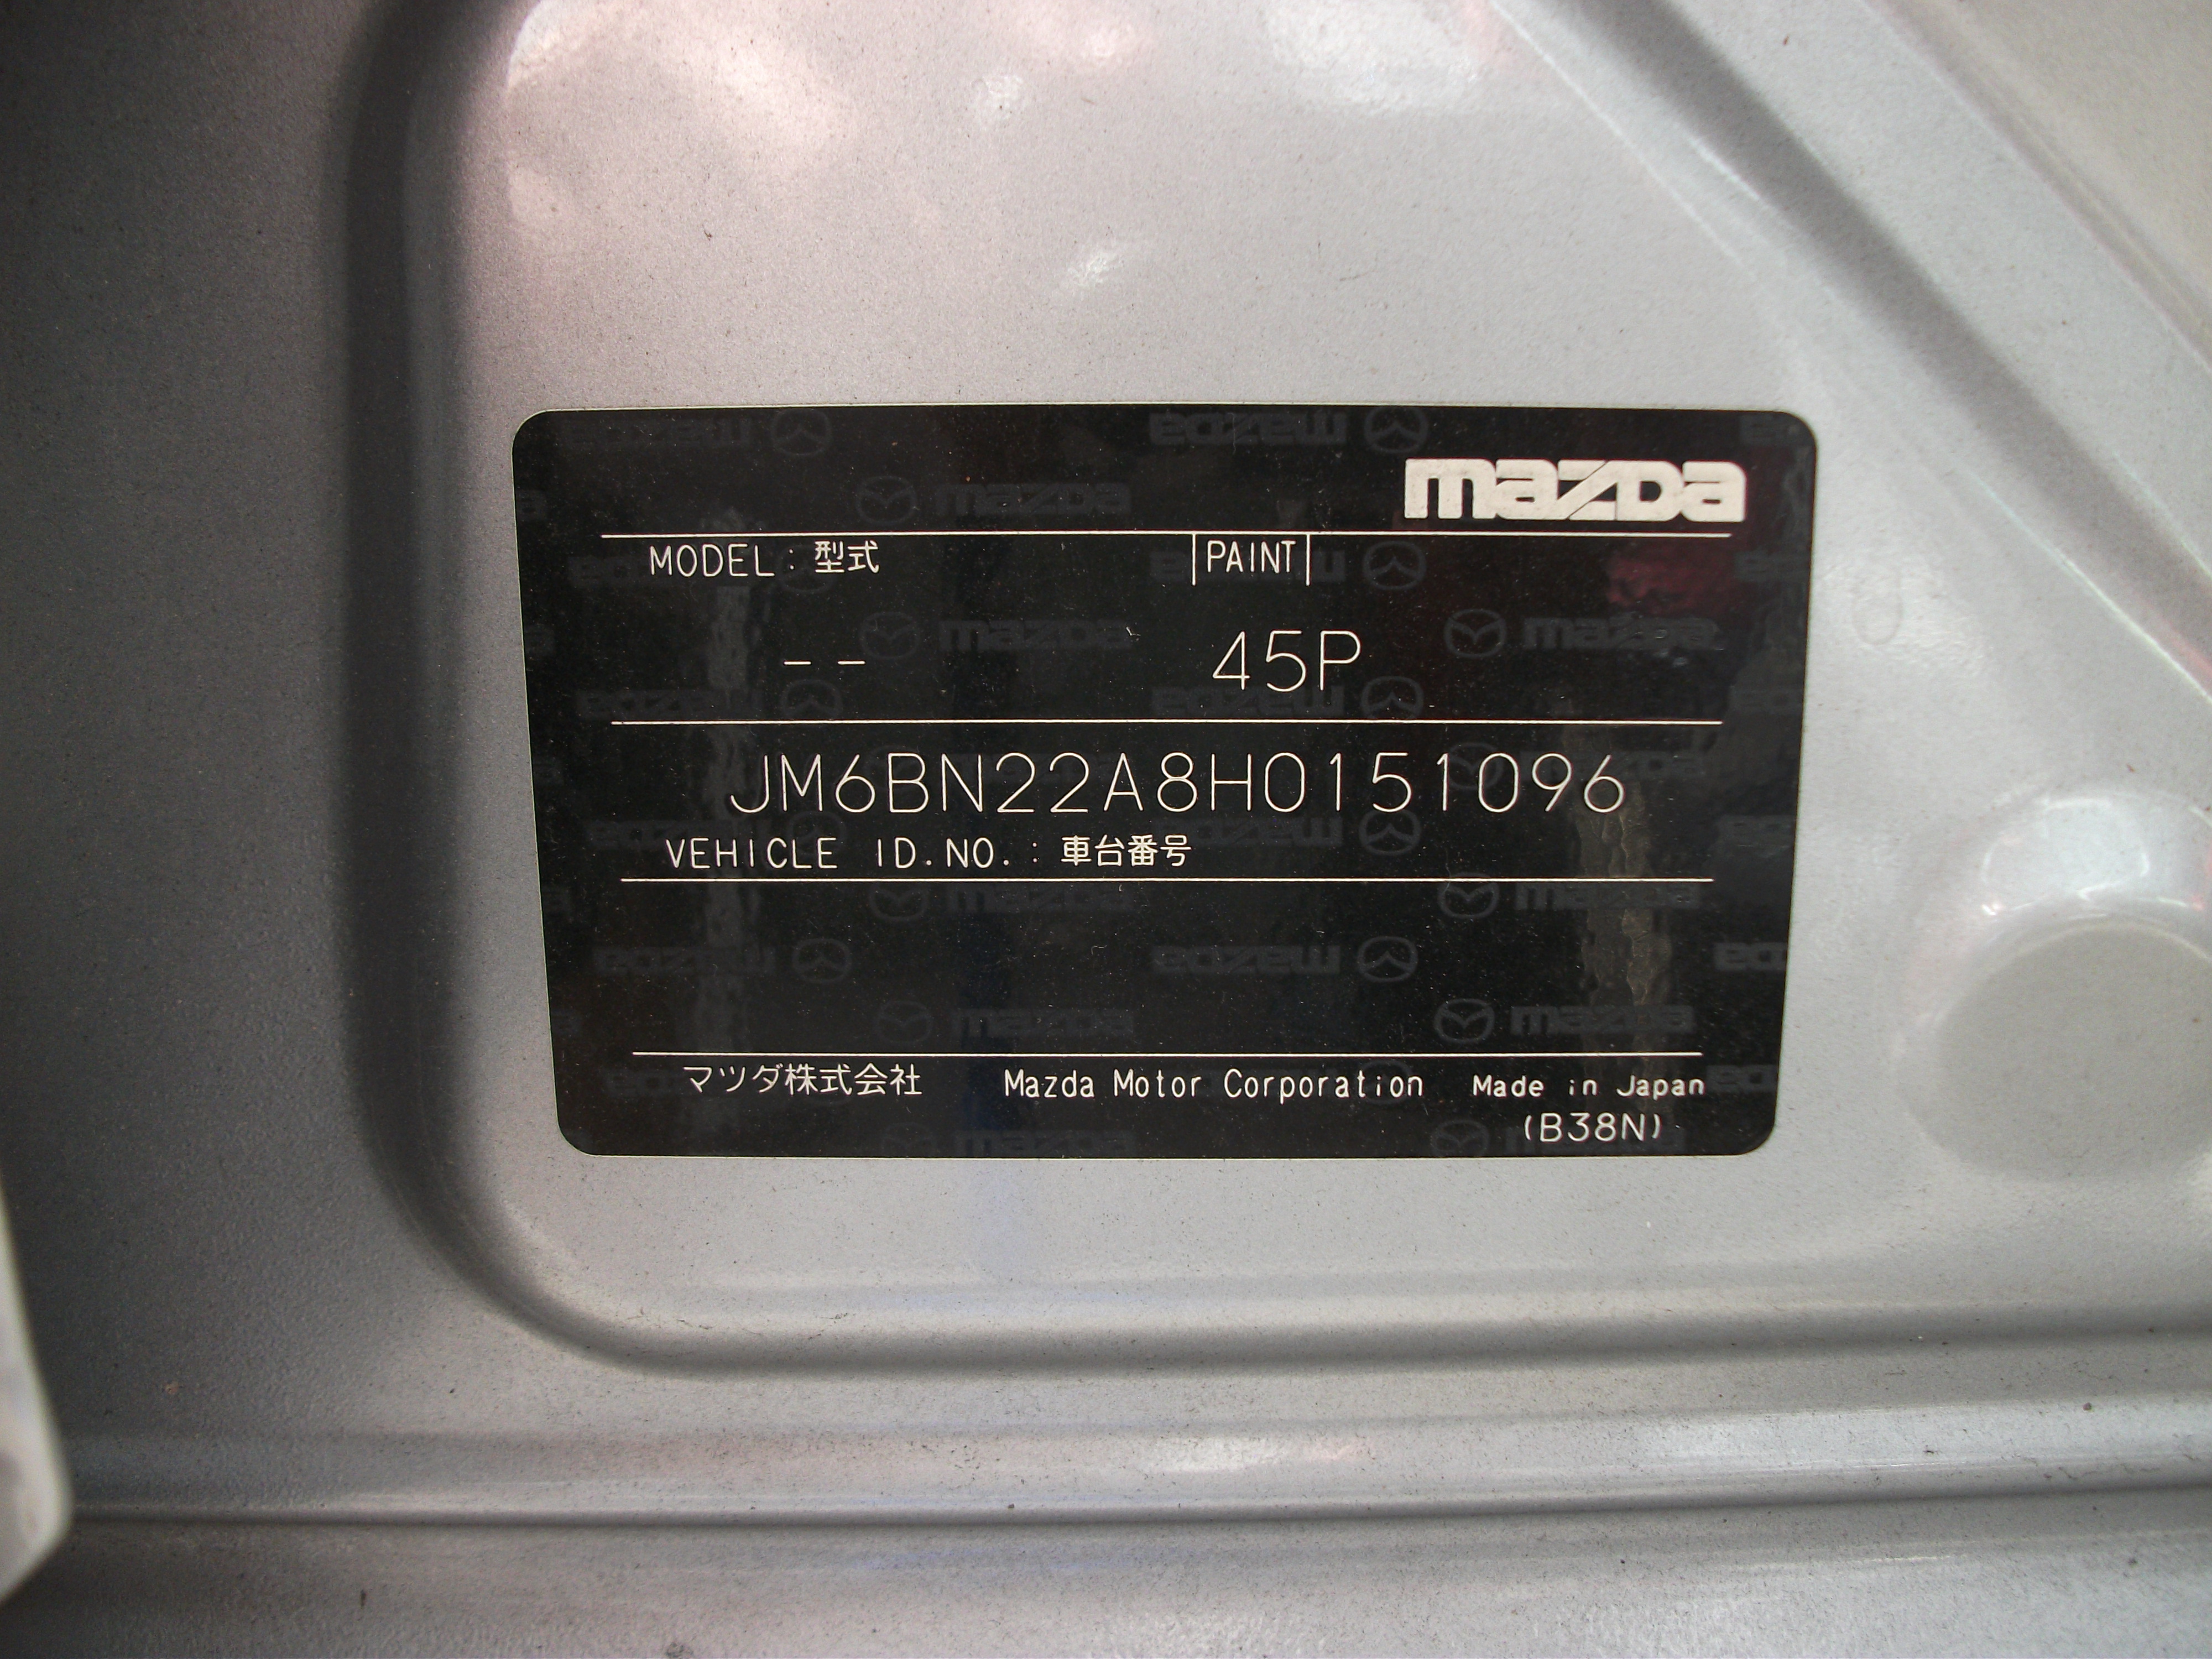 mazda
MODEL: 型式 PAINT
-- 45P
JM6BN22A8H0151096
VEHICLE ID.NO.: 車台番号
マツダ株式会社 Mazda Motor Corporation Made in Japan
(B38N)